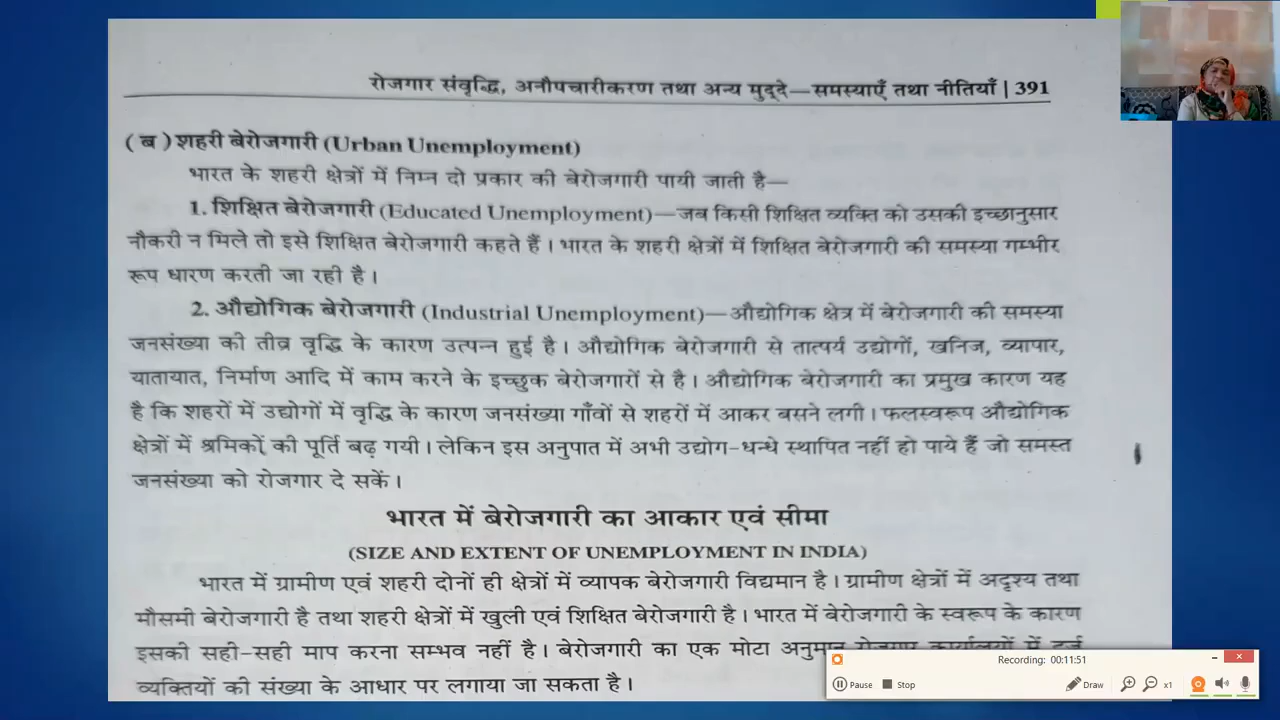 रोजगार संवृद्धि, अनौपचारीकरण तथा अन्य मुद्दे—समस्याएँ तथा नीतियाँ | 391
( ब ) शहरी बेरोजगारी (Urban Unemployment)
भारत के शहरी क्षेत्रों में निम्न दो प्रकार की बेरोजगारी पायी जाती है—
1. शिक्षित बेरोजगारी (Educated Unemployment)—जब किसी शिक्षित व्यक्ति को उसकी इच्छानुसार
नौकरी न मिले तो इसे शिक्षित बेरोजगारी कहते हैं। भारत के शहरी क्षेत्रों में शिक्षित बेरोजगारी की समस्या गम्भीर
रूप धारण करती जा रही है।
2. औद्योगिक बेरोजगारी (Industrial Unemployment)—औद्योगिक क्षेत्र में बेरोजगारी की समस्या
जनसंख्या की तीव्र वृद्धि के कारण उत्पन्न हुई है। औद्योगिक बेरोजगारी से तात्पर्य उद्योगों, खनिज, व्यापार,
यातायात, निर्माण आदि में काम करने के इच्छुक बेरोजगारों से है। औद्योगिक बेरोजगारी का प्रमुख कारण यह
है कि शहरों में उद्योगों में वृद्धि के कारण जनसंख्या गाँवों से शहरों में आकर बसने लगी। फलस्वरूप औद्योगिक
क्षेत्रों में श्रमिकों की पूर्ति बढ़ गयी। लेकिन इस अनुपात में अभी उद्योग-धन्धे स्थापित नहीं हो पाये हैं जो समस्त
जनसंख्या को रोजगार दे सकें।
भारत में बेरोजगारी का आकार एवं सीमा
(SIZE AND EXTENT OF UNEMPLOYMENT IN INDIA)
भारत में ग्रामीण एवं शहरी दोनों ही क्षेत्रों में व्यापक बेरोजगारी विद्यमान है। ग्रामीण क्षेत्रों में अदृश्य तथा
मौसमी बेरोजगारी है तथा शहरी क्षेत्रों में खुली एवं शिक्षित बेरोजगारी है। भारत में बेरोजगारी के स्वरूप के कारण
इसकी सही-सही माप करना सम्भव नहीं है। बेरोजगारी का एक मोटा अनुमान रोजगार कार्यालयों में दर्ज
व्यक्तियों की संख्या के आधार पर लगाया जा सकता है।
Recording: 00:11:51
Pause Stop Draw x1